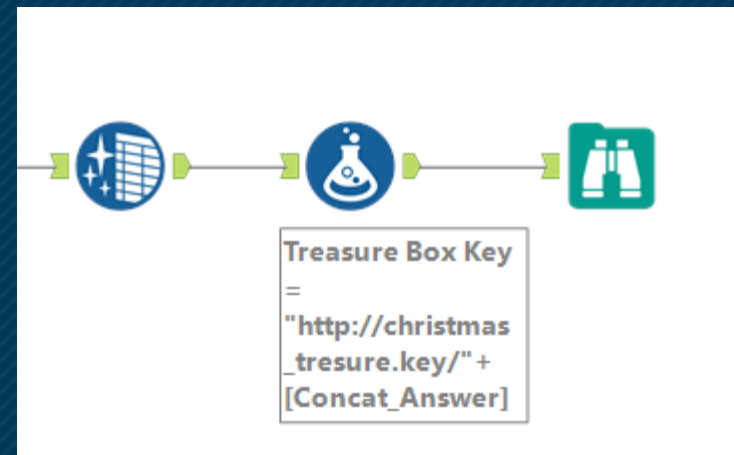 Treasure Box Key
=
"http://christmas
_tresure.key/"+
[Concat_Answer]